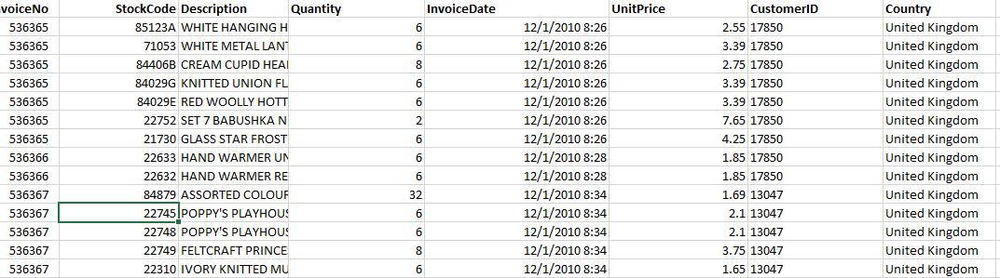 voiceNo StockCode Description Quantity InvoiceDate UnitPrice CustomerID Country
536365 85123A WHITE HANGING H 6 12/1/2010 8:26 2.55 17850 United Kingdom
536365 71053 WHITE METAL LAN 6 12/1/2010 8:26 3.39 17850 United Kingdom
536365 84406B CREAM CUPID HEA 8 12/1/2010 8:26 2.75 17850 United Kingdom
536365 84029G KNITTED UNION FL 6 12/1/2010 8:26 3.39 17850 United Kingdom
536365 84029E RED WOOLLY HOTT 6 12/1/2010 8:26 3.39 17850 United Kingdom
536365 22752 SET 7 BABUSHKA N 2 12/1/2010 8:26 7.65 17850 United Kingdom
536365 21730 GLASS STAR FROST 6 12/1/2010 8:26 4.25 17850 United Kingdom
536366 22633 HAND WARMER UN 6 12/1/2010 8:28 1.85 17850 United Kingdom
536366 22632 HAND WARMER RE 6 12/1/2010 8:28 1.85 17850 United Kingdom
536367 84879 ASSORTED COLOUR 32 12/1/2010 8:34 1.69 13047 United Kingdom
536367 22745 POPPY'S PLAYHOUS 6 12/1/2010 8:34 2.1 13047 United Kingdom
536367 22748 POPPY'S PLAYHOUS 6 12/1/2010 8:34 2.1 13047 United Kingdom
536367 22749 FELTCRAFT PRINCE 8 12/1/2010 8:34 3.75 13047 United Kingdom
536367 22310 IVORY KNITTED MU 6 12/1/2010 8:34 1.65 13047 United Kingdom